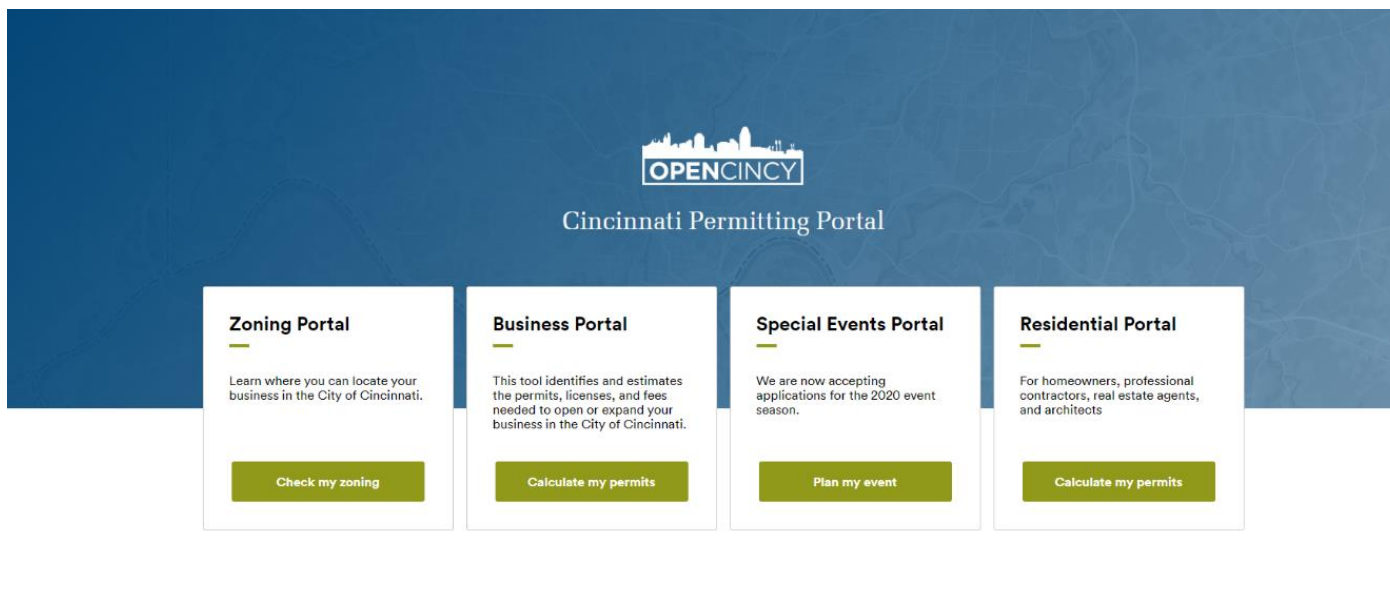 OPENCINCY
Cincinnati Permitting Portal
Zoning Portal
Learn where you can locate your
business in the City of Cincinnati.
Check my zoning
Business Portal
This tool identifies and estimates
the permits, licenses, and fees
needed to open or expand your
business in the City of Cincinnati.
Calculate my permits
Special Events Portal
We are now accepting
applications for the 2020 event
season.
Plan my event
Residential Portal
For homeowners, professional
contractors, real estate agents,
and architects
Calculate my permits